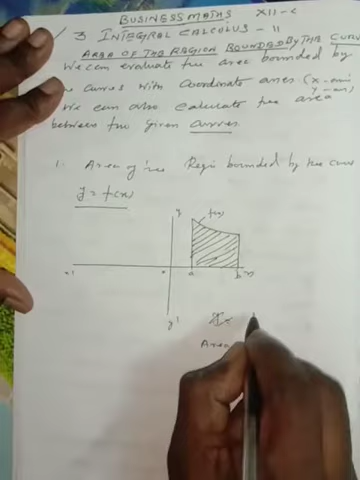 BUSINESS MATHS XII-C
3 INTEGRAL CALCULUS - II
AREA OF THE REGION BOUNDED By THE CURVE
We can evaluate the area bounded by
curves with coordinate axes (x-axis
y-axis)
We can also calculate the area
between two given curves.
1. Area of the Region bounded by the curve
y = f(x)
y
f(x)
x'
o
a
b
x
y'
Area